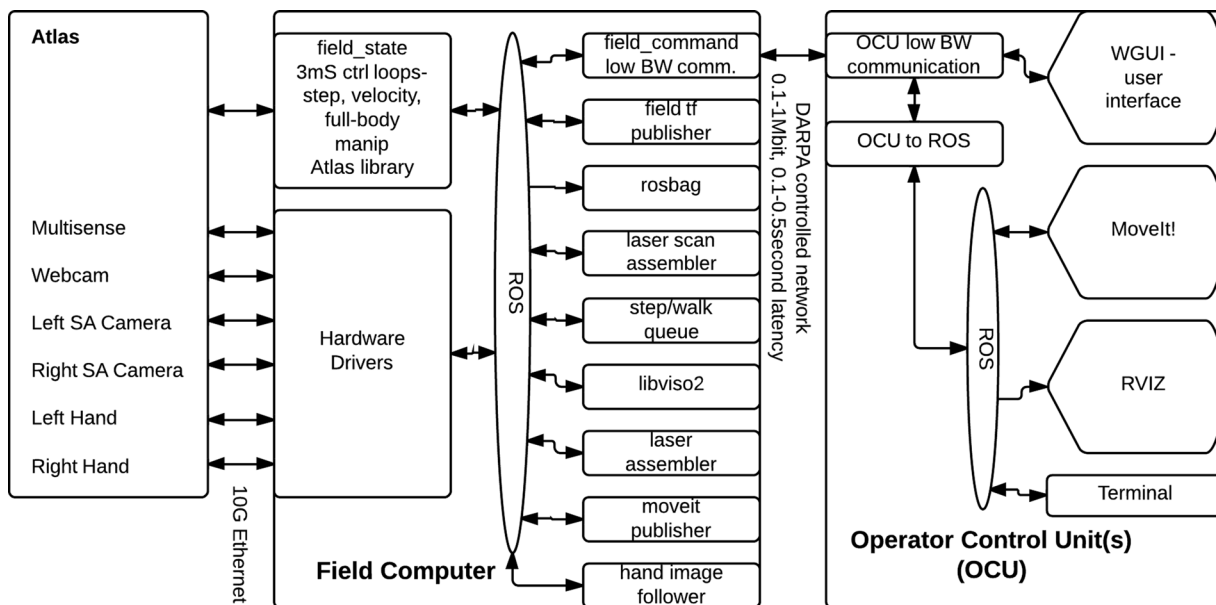 Atlas
Multisense
Webcam
Left SA Camera
Right SA Camera
Left Hand
Right Hand
10G Ethernet
field_state
3mS ctrl loops-
step, velocity,
full-body
manip
Atlas library
Hardware
Drivers
Field Computer
ROS
field_command
low BW comm.
field tf
publisher
rosbag
laser scan
assembler
step/walk
queue
libviso2
laser
assembler
moveit
publisher
hand image
follower
DARPA controlled network
0.1-1Mbit, 0.1-0.5second latency
OCU low BW
communication
OCU to ROS
ROS
WGUI -
user
interface
MoveIt!
RVIZ
Terminal
Operator Control Unit(s)
(OCU)